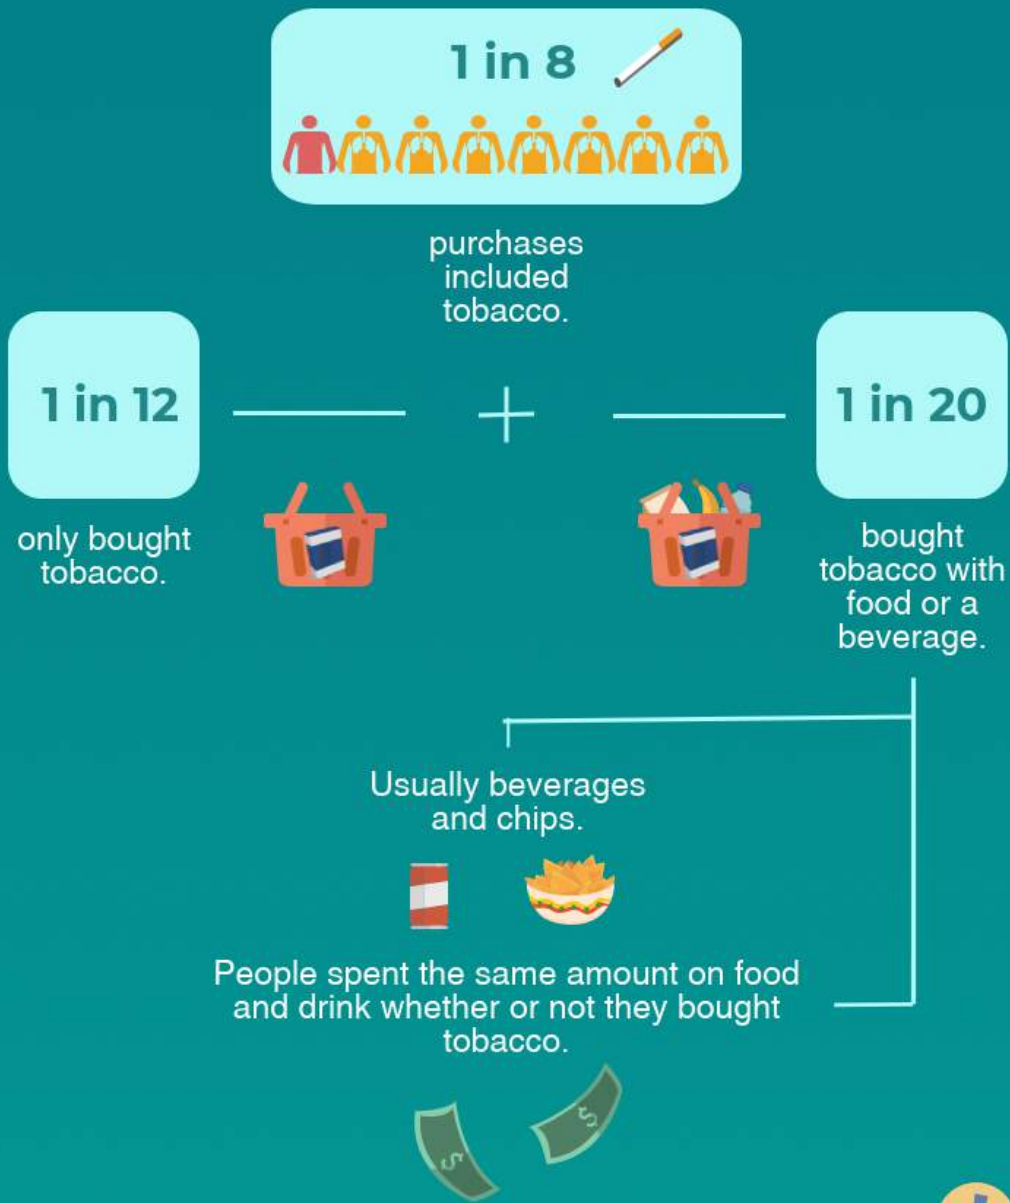 1 in 8
purchases
included
tobacco.
1 in 12
only bought
tobacco.
1 in 20
bought
tobacco with
food or a
beverage.
Usually beverages
and chips.
People spent the same amount on food
and drink whether or not they bought
tobacco.
$
$